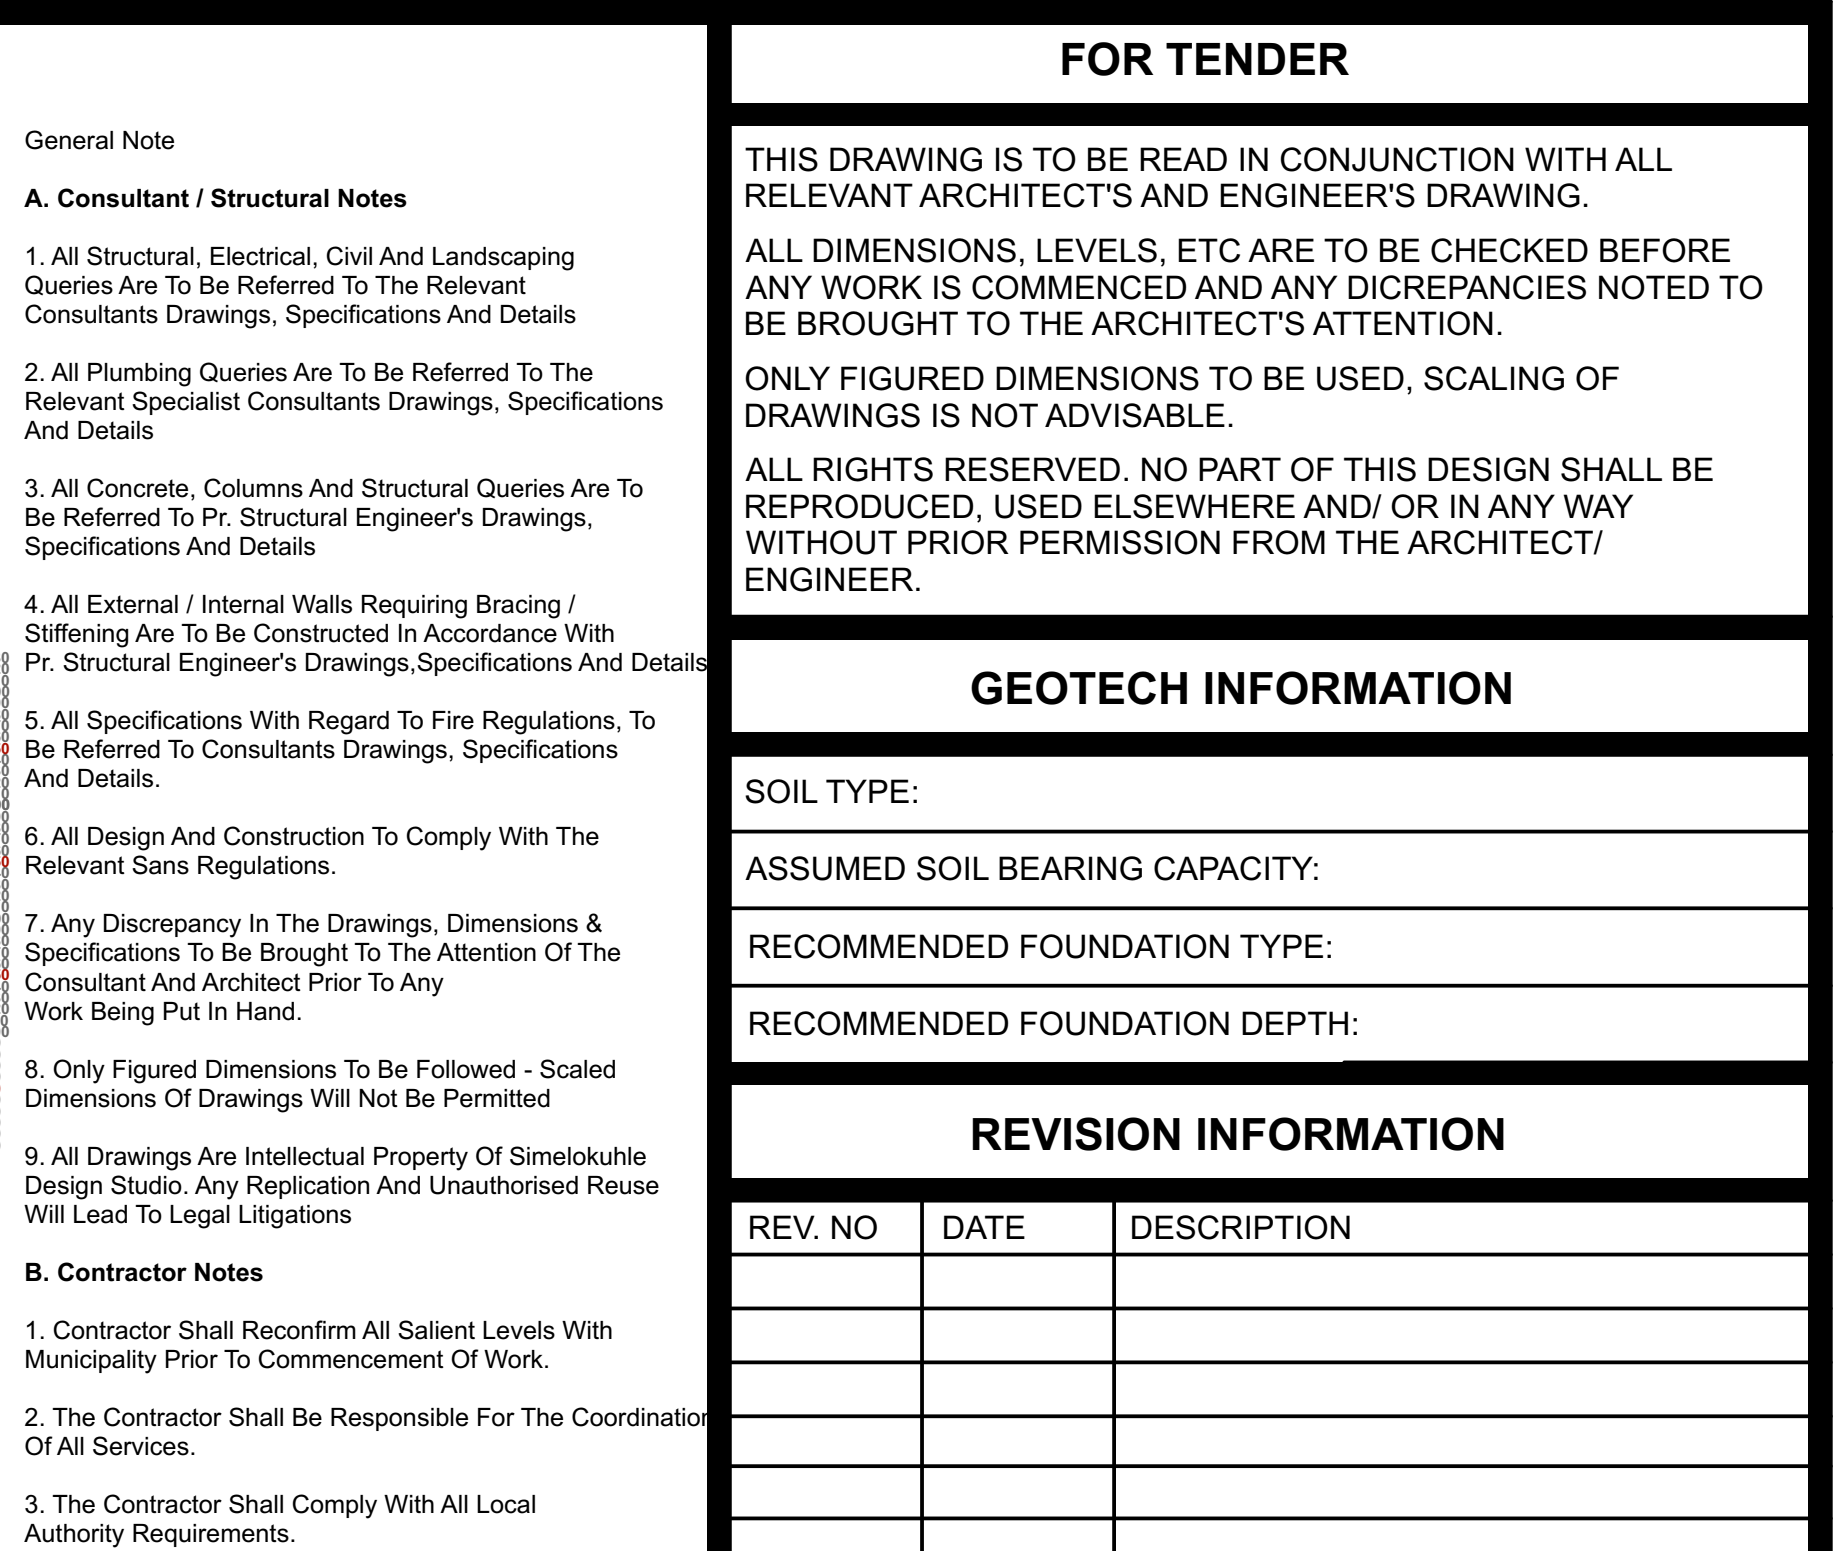 General Note
A. Consultant / Structural Notes
1. All Structural, Electrical, Civil And Landscaping
Queries Are To Be Referred To The Relevant
Consultants Drawings, Specifications And Details
2. All Plumbing Queries Are To Be Referred To The
Relevant Specialist Consultants Drawings, Specifications
And Details
3. All Concrete, Columns And Structural Queries Are To
Be Referred To Pr. Structural Engineer's Drawings,
Specifications And Details
4. All External / Internal Walls Requiring Bracing /
Stiffening Are To Be Constructed In Accordance With
Pr. Structural Engineer's Drawings,Specifications And Details
5. All Specifications With Regard To Fire Regulations, To
Be Referred To Consultants Drawings, Specifications
And Details.
6. All Design And Construction To Comply With The
Relevant Sans Regulations.
7. Any Discrepancy In The Drawings, Dimensions &
Specifications To Be Brought To The Attention Of The
Consultant And Architect Prior To Any
Work Being Put In Hand.
8. Only Figured Dimensions To Be Followed - Scaled
Dimensions Of Drawings Will Not Be Permitted
9. All Drawings Are Intellectual Property Of Simelokuhle
Design Studio. Any Replication And Unauthorised Reuse
Will Lead To Legal Litigations
B. Contractor Notes
1. Contractor Shall Reconfirm All Salient Levels With
Municipality Prior To Commencement Of Work.
2. The Contractor Shall Be Responsible For The Coordination
Of All Services.
3. The Contractor Shall Comply With All Local
Authority Requirements.
FOR TENDER
THIS DRAWING IS TO BE READ IN CONJUNCTION WITH ALL
RELEVANT ARCHITECT'S AND ENGINEER'S DRAWING.
ALL DIMENSIONS, LEVELS, ETC ARE TO BE CHECKED BEFORE
ANY WORK IS COMMENCED AND ANY DICREPANCIES NOTED TO
BE BROUGHT TO THE ARCHITECT'S ATTENTION.
ONLY FIGURED DIMENSIONS TO BE USED, SCALING OF
DRAWINGS IS NOT ADVISABLE.
ALL RIGHTS RESERVED. NO PART OF THIS DESIGN SHALL BE
REPRODUCED, USED ELSEWHERE AND/ OR IN ANY WAY
WITHOUT PRIOR PERMISSION FROM THE ARCHITECT/
ENGINEER.
GEOTECH INFORMATION
SOIL TYPE:
ASSUMED SOIL BEARING CAPACITY:
RECOMMENDED FOUNDATION TYPE:
RECOMMENDED FOUNDATION DEPTH:
REVISION INFORMATION
REV. NO DATE DESCRIPTION